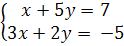 x + 5y = 7
3x + 2y = −5